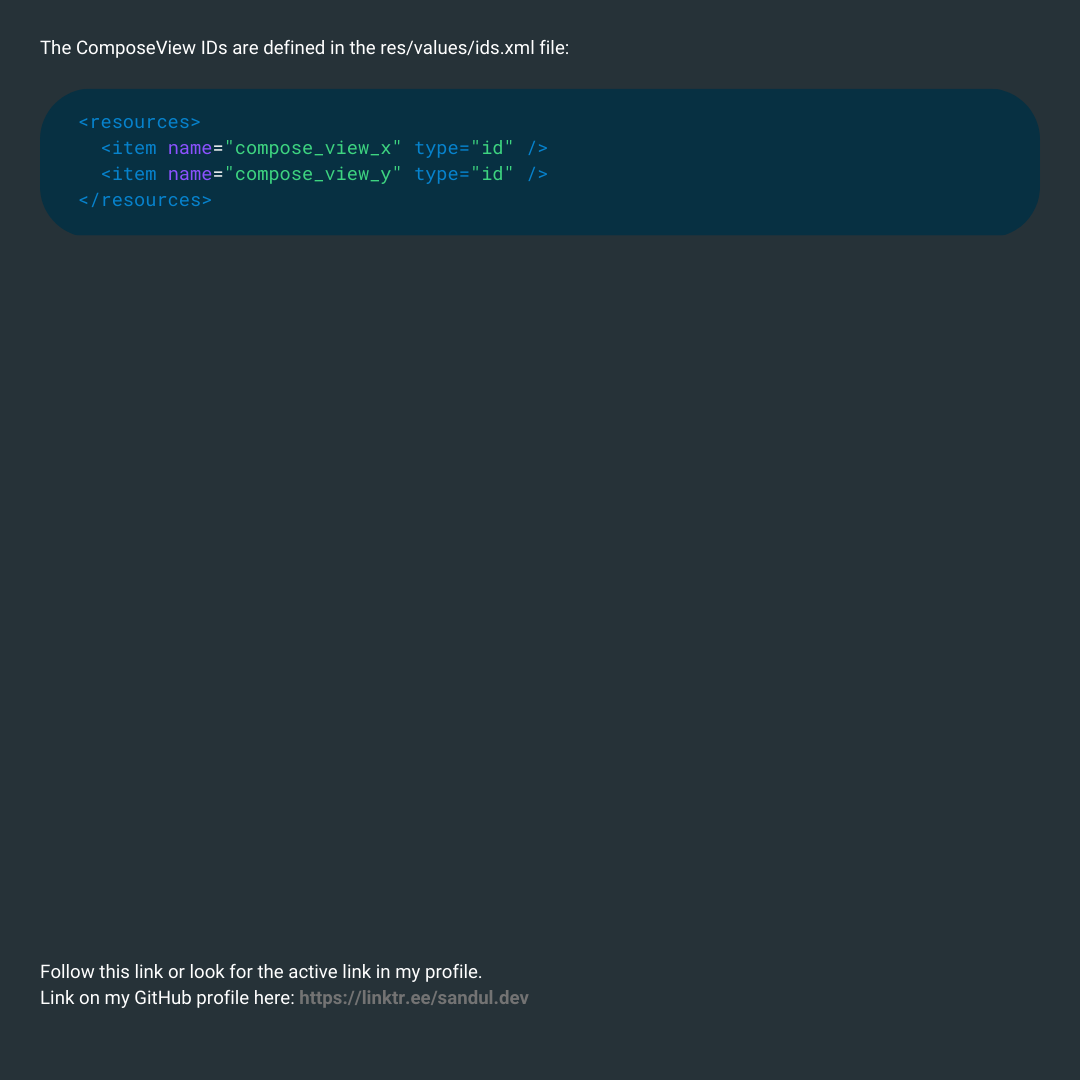 The ComposeView IDs are defined in the res/values/ids.xml file:
<resources>
  <item name="compose_view_x" type="id" />
  <item name="compose_view_y" type="id" />
</resources>
Follow this link or look for the active link in my profile.
Link on my GitHub profile here: https://linktr.ee/sandul.dev